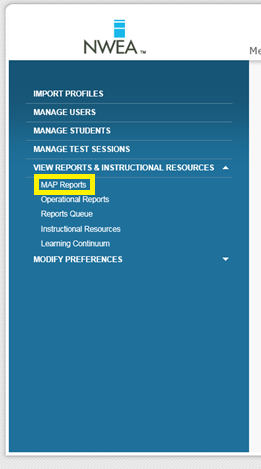 NWEA™
Me
IMPORT PROFILES
MANAGE USERS
MANAGE STUDENTS
MANAGE TEST SESSIONS
VIEW REPORTS & INSTRUCTIONAL RESOURCES
MAP Reports
Operational Reports
Reports Queue
Instructional Resources
Learning Continuum
MODIFY PREFERENCES